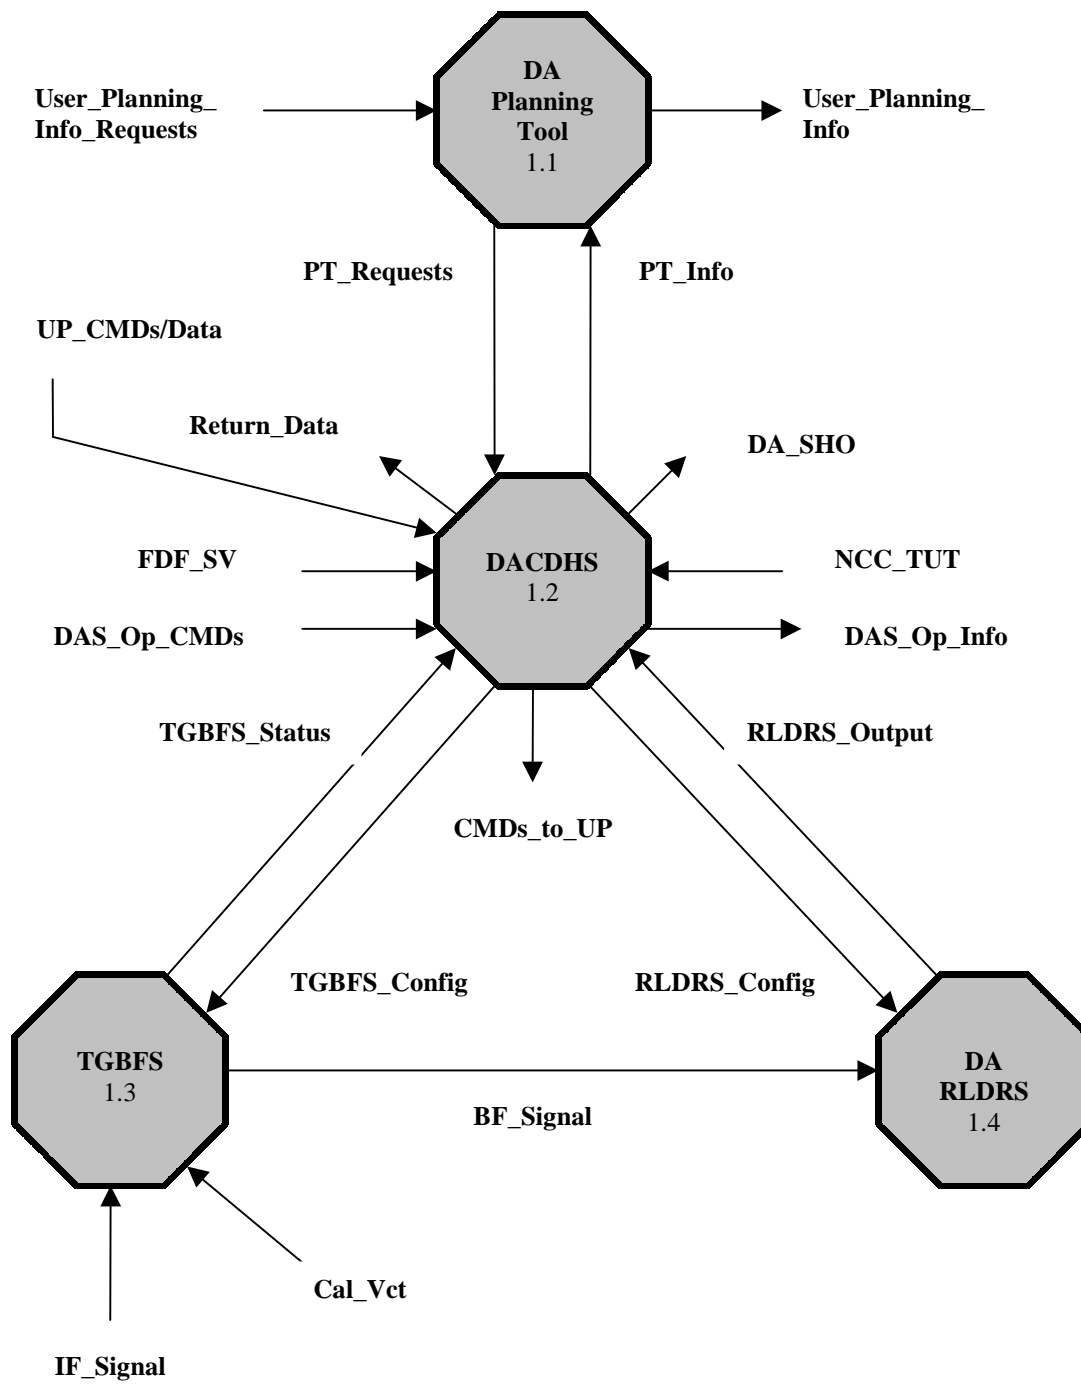 DA
Planning
Tool
1.1
User_Planning_
Info_Requests
User_Planning_
Info
PT_Requests
PT_Info
UP_CMDs/Data
Return_Data
DA_SHO
DACDHS
1.2
FDF_SV
NCC_TUT
DAS_Op_CMDs
DAS_Op_Info
TGBFS_Status
RLDRS_Output
CMDs_to_UP
TGBFS_Config
RLDRS_Config
TGBFS
1.3
DA
RLDRS
1.4
BF_Signal
Cal_Vct
IF_Signal